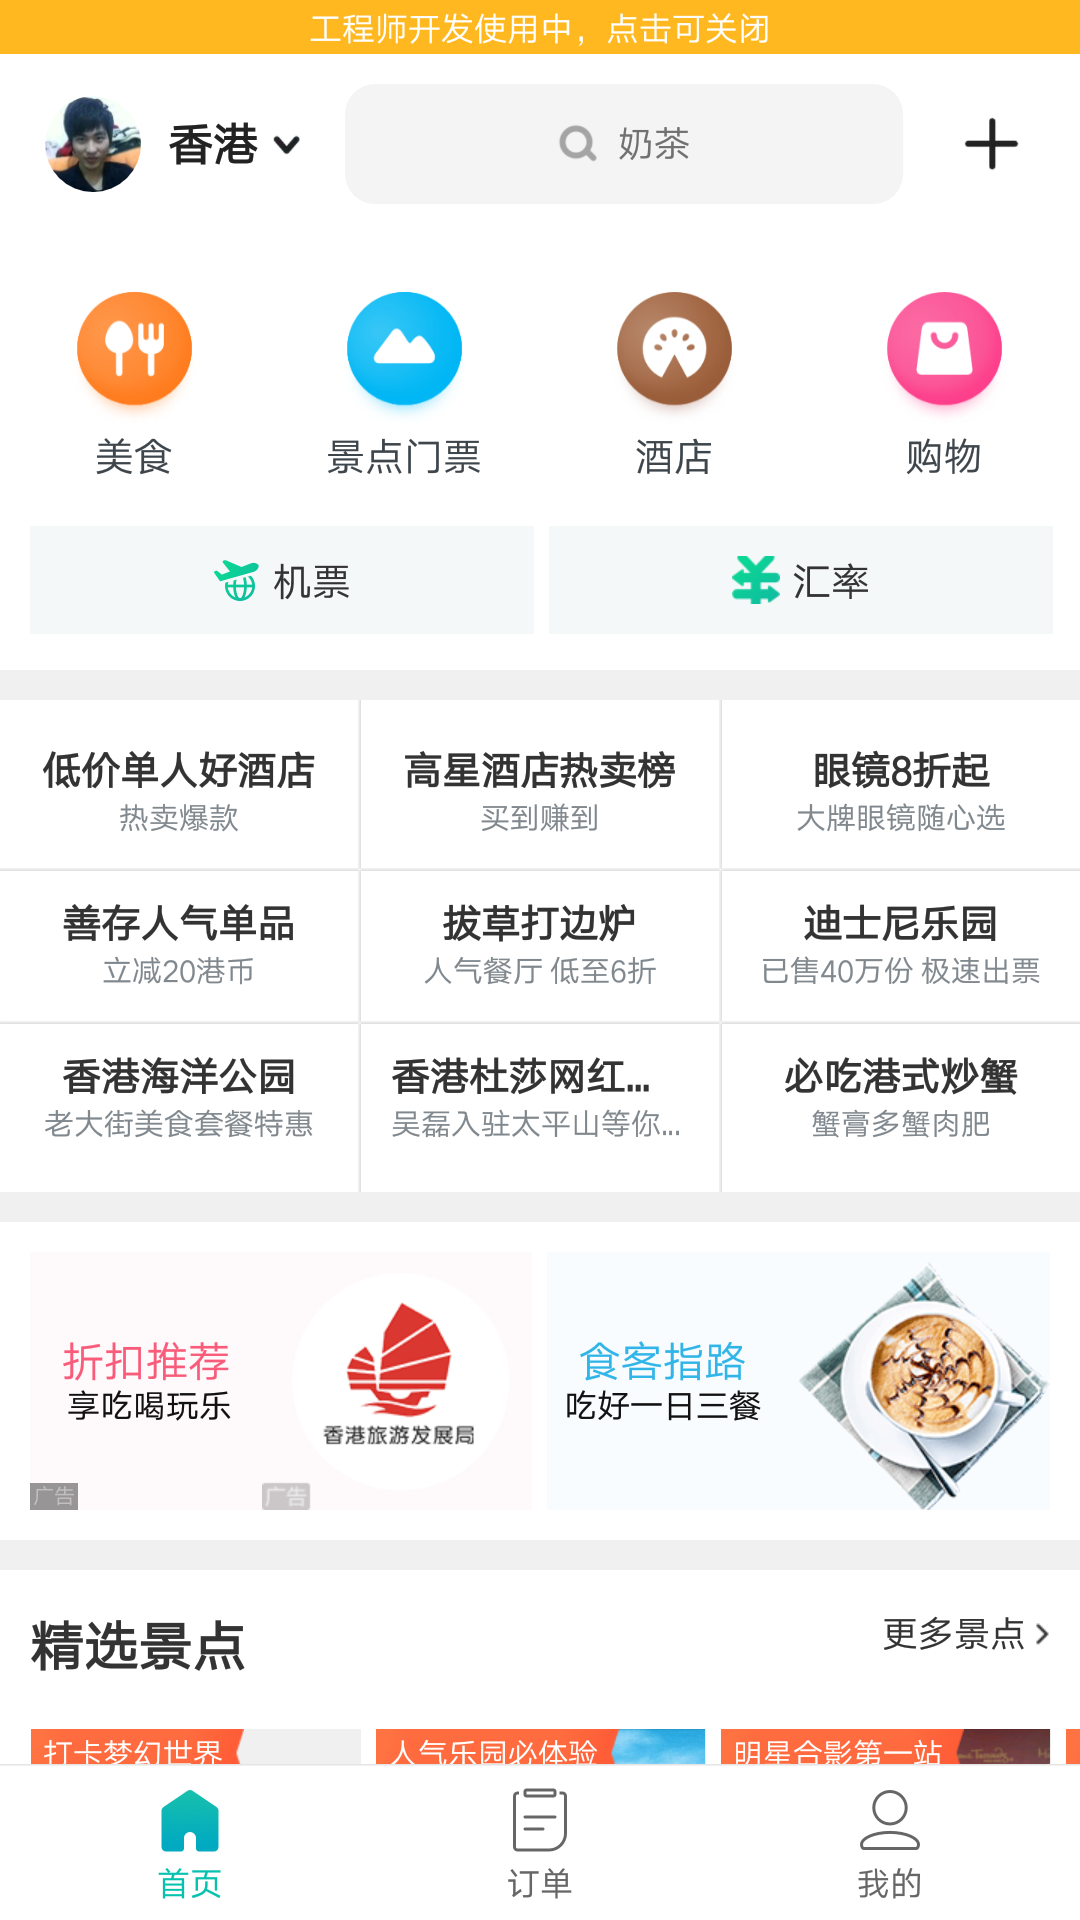 工程师开发使用中，点击可关闭
香港
奶茶
美食
景点门票
酒店
购物
机票
汇率
低价单人好酒店
热卖爆款
高星酒店热卖榜
买到赚到
眼镜8折起
大牌眼镜随心选
善存人气单品
立减20港币
拔草打边炉
人气餐厅 低至6折
迪士尼乐园
已售40万份 极速出票
香港海洋公园
老大街美食套餐特惠
香港杜莎网红...
吴磊入驻太平山等你...
必吃港式炒蟹
蟹膏多蟹肉肥
折扣推荐
享吃喝玩乐
香港旅游发展局
广告
广告
食客指路
吃好一日三餐
精选景点
更多景点
打卡梦幻世界
人气乐园必体验
明星合影第一站
首页
订单
我的